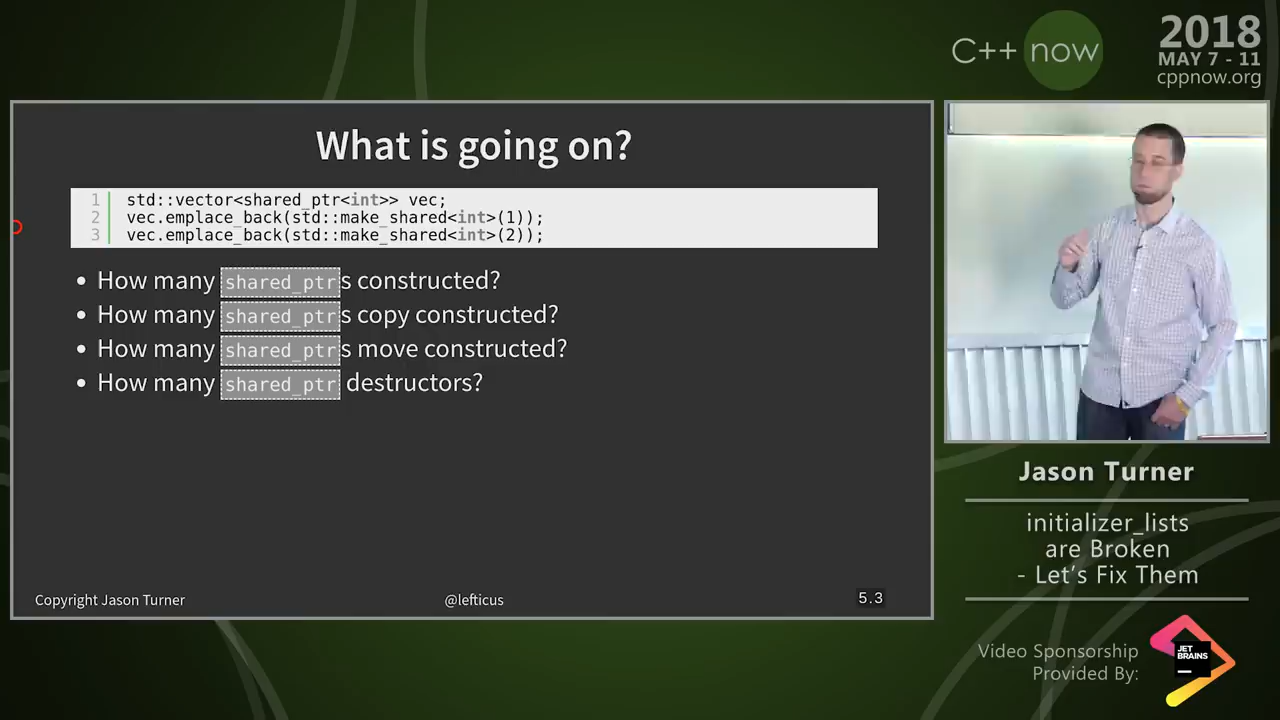 C++ now
2018
MAY 7 - 11
cppnow.org
What is going on?
1 std::vector<shared_ptr<int>> vec;
2 vec.emplace_back(std::make_shared<int>(1));
3 vec.emplace_back(std::make_shared<int>(2));
• How many shared_ptrs constructed?
• How many shared_ptrs copy constructed?
• How many shared_ptrs move constructed?
• How many shared_ptr destructors?
Copyright Jason Turner
@lefticus
5.3
Jason Turner
initializer_lists
are Broken
- Let's Fix Them
Video Sponsorship
Provided By:
JET
BRAINS